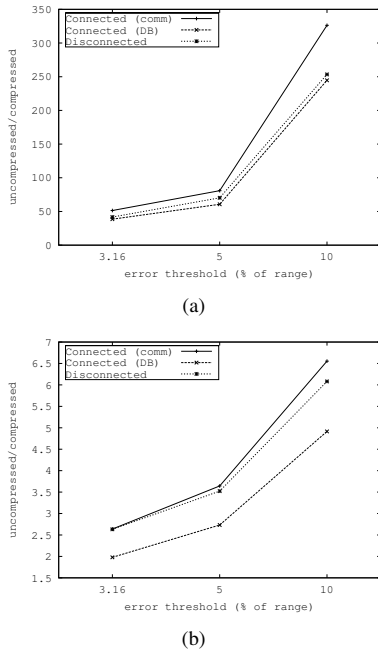 350
300
250
200
150
100
50
0
uncompressed/compressed
Connected (comm)
Connected (DB)
Disconnected
3.16 5 10
error threshold (% of range)
(a)
7
6.5
6
5.5
5
4.5
4
3.5
3
2.5
2
1.5
uncompressed/compressed
Connected (comm)
Connected (DB)
Disconnected
3.16 5 10
error threshold (% of range)
(b)